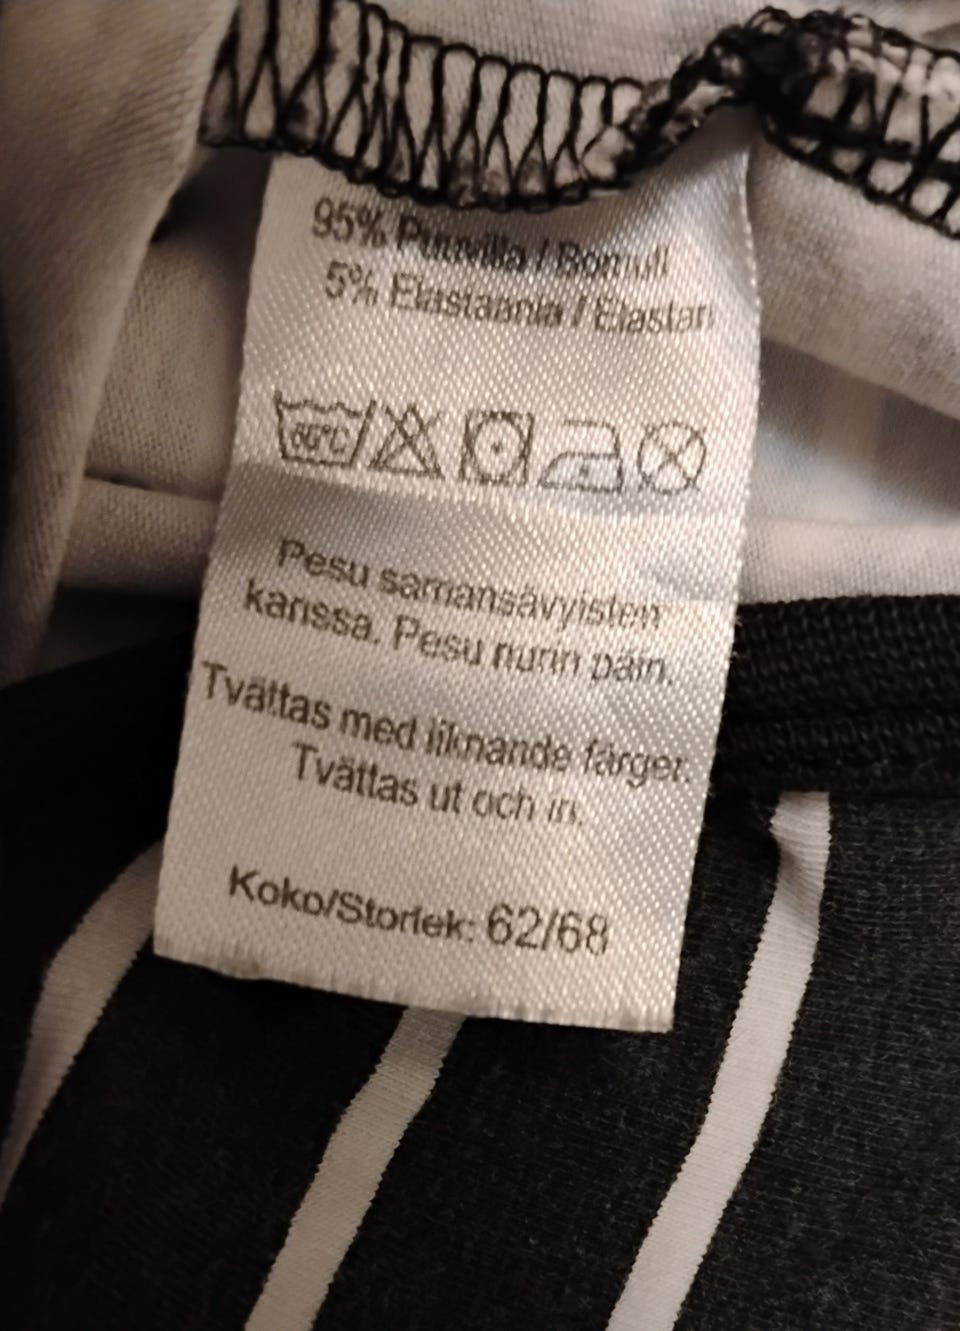 95% Puuvilla / Bomull
5% Elastaania / Elastan
60°C
Pesu samansävyisten
kanssa. Pesu nurin päin.
Tvättas med liknande färger.
Tvättas ut och in.
Koko/Storlek: 62/68